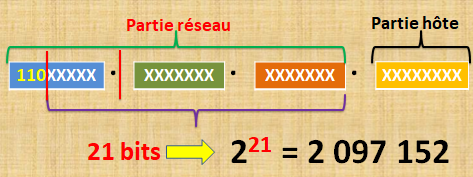 Partie réseau Partie hôte
110XXXXX . XXXXXXX . XXXXXXX . XXXXXXXX
21 bits 2²¹ = 2 097 152